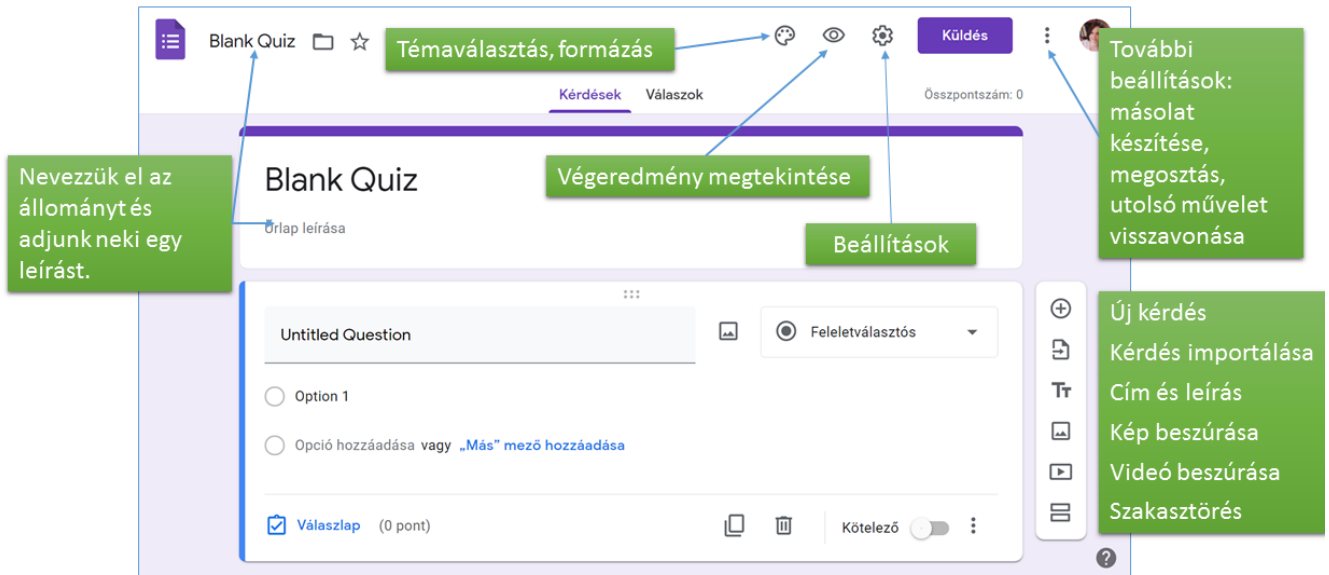 Blank Quiz
Témaválasztás, formázás
Küldés
További
beállítások:
másolat
készítése,
megosztás,
utolsó művelet
visszavonása
Kérdések Válaszok
Összpontszám: 0
Nevezzük el az
állományt és
adjunk neki egy
leírást.
Blank Quiz
Űrlap leírása
Végeredmény megtekintése
Beállítások
Untitled Question
Feleletválasztós
Option 1
Opció hozzáadása vagy „Más” mező hozzáadása
Válaszlap (0 pont)
Kötelező
Új kérdés
Kérdés importálása
Tт Cím és leírás
Kép beszúrása
Videó beszúrása
Szakasztörés